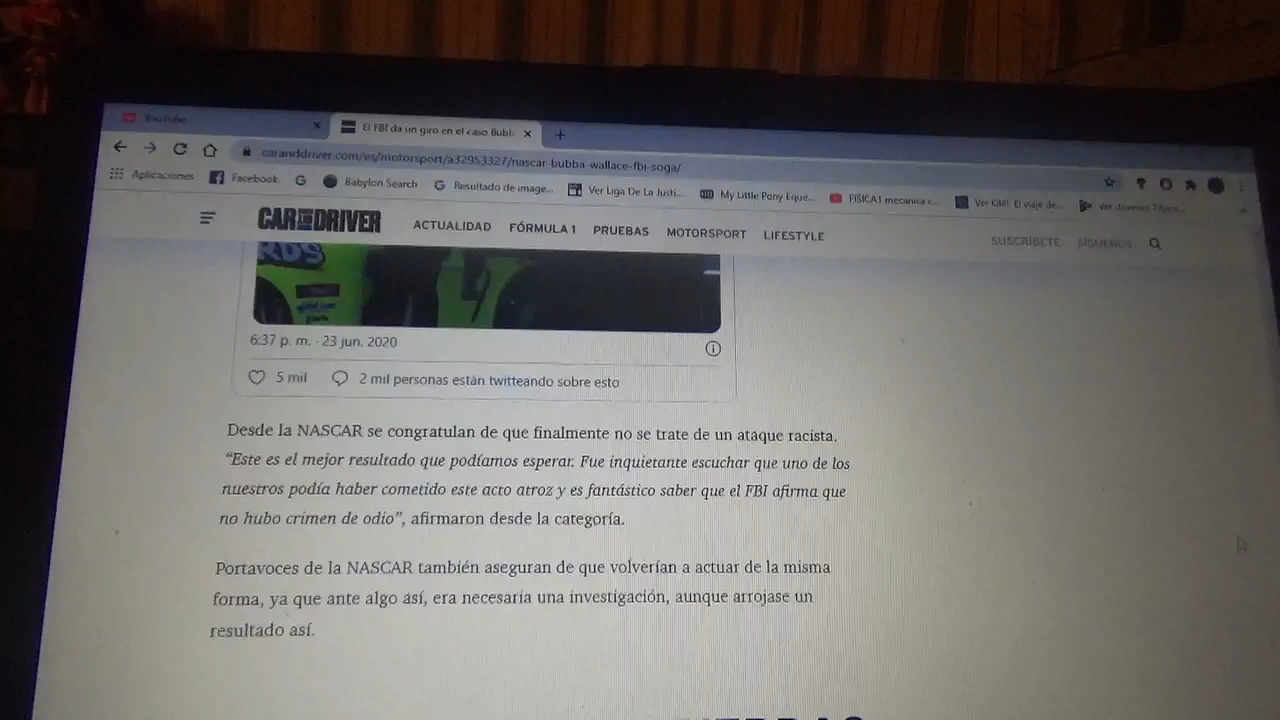 YouTube
El FBI da un giro en el caso Bubb
caranddriver.com/es/motorsport/a32953327/nascar-bubba-wallace-fbi-soga/
Aplicaciones Facebook Babylon Search Resultado de image... Ver Liga De La Justi... My Little Pony Eque... FISICA1 mecanica c... Ver Olé! El viaje de...
CAR AND DRIVER ACTUALIDAD FÓRMULA 1 PRUEBAS MOTORSPORT LIFESTYLE SUSCRÍBETE SÍGUENOS
RDS
6:37 p. m. · 23 jun. 2020
5 mil 2 mil personas están twitteando sobre esto
Desde la NASCAR se congratulan de que finalmente no se trate de un ataque racista.
“Este es el mejor resultado que podíamos esperar. Fue inquietante escuchar que uno de los
nuestros podía haber cometido este acto atroz y es fantástico saber que el FBI afirma que
no hubo crimen de odio”, afirmaron desde la categoría.
Portavoces de la NASCAR también aseguran de que volverían a actuar de la misma
forma, ya que ante algo así, era necesaria una investigación, aunque arrojase un
resultado así.